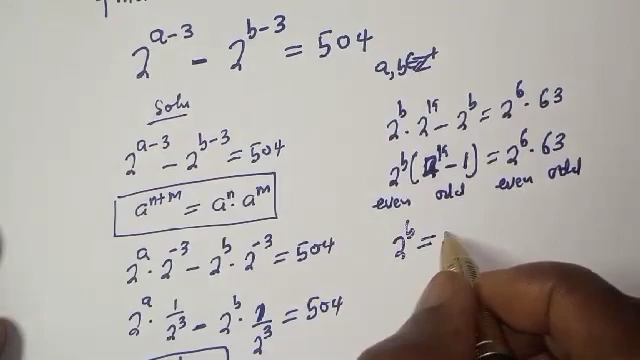 2^{a-3} - 2^{b-3} = 504
Soln
2^{a-3} - 2^{b-3} = 504
a^{n+m} = a^n · a^m
2^a · 2^{-3} - 2^b · 2^{-3} = 504
2^a · 1/2^3 - 2^b · 1/2^3 = 504
a, b ∈ Z^+
2^b · 2^k - 2^b = 2^6 · 63
2^b (2^k - 1) = 2^6 · 63
even odd even odd
2^b =